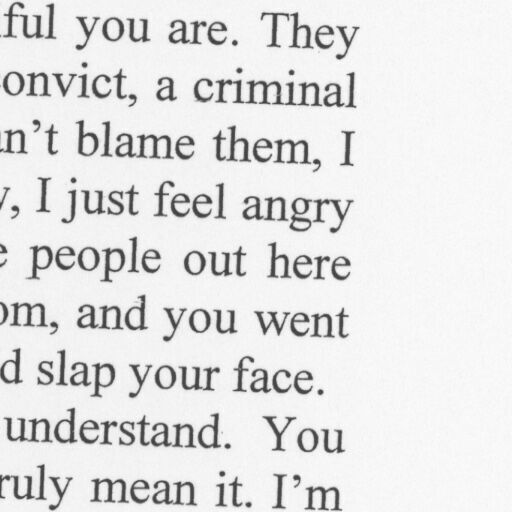 ful you are. They
convict, a criminal
n't blame them, I
, I just feel angry
people out here
om, and you went
d slap your face.
understand. You
ruly mean it. I'm